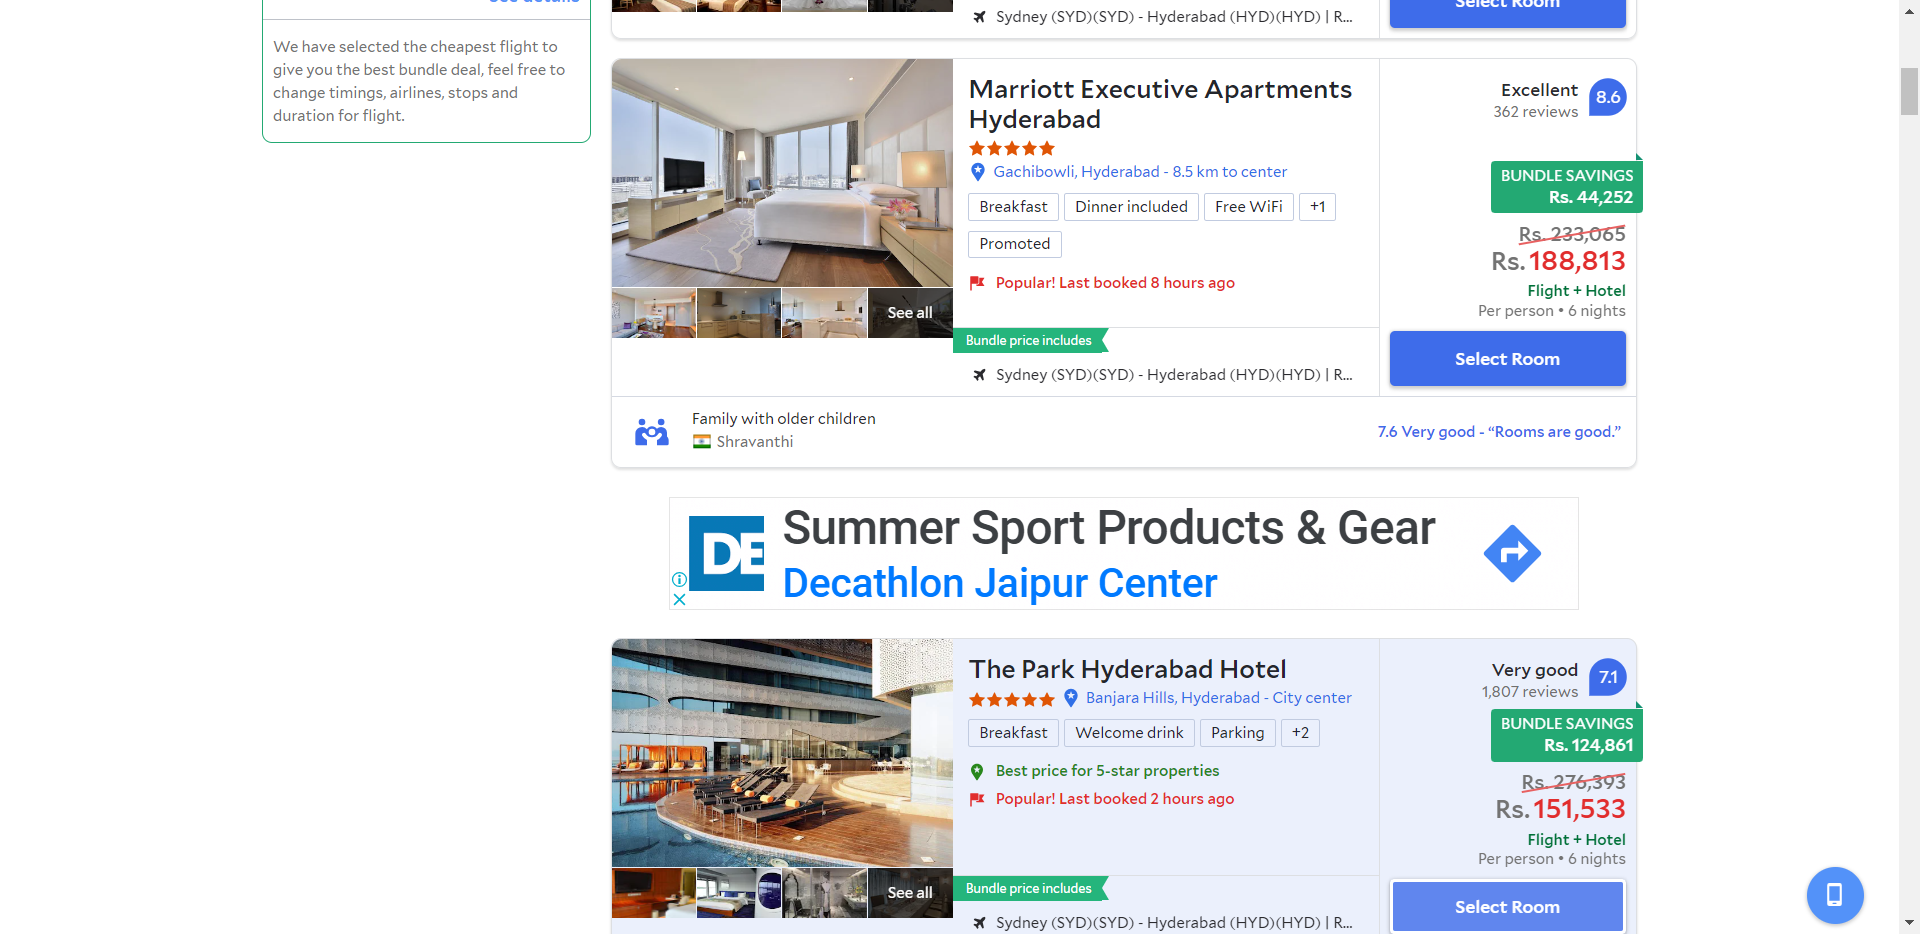 See details
We have selected the cheapest flight to
give you the best bundle deal, feel free to
change timings, airlines, stops and
duration for flight.
Sydney (SYD)(SYD) - Hyderabad (HYD)(HYD) | R...
Select Room
Marriott Executive Apartments
Hyderabad
Gachibowli, Hyderabad - 8.5 km to center
Breakfast
Dinner included
Free WiFi
+1
Promoted
Popular! Last booked 8 hours ago
See all
Bundle price includes
Sydney (SYD)(SYD) - Hyderabad (HYD)(HYD) | R...
Excellent
362 reviews
8.6
BUNDLE SAVINGS
Rs. 44,252
Rs. 233,065
Rs. 188,813
Flight + Hotel
Per person • 6 nights
Select Room
Family with older children
Shravanthi
7.6 Very good - “Rooms are good.”
DE
Summer Sport Products & Gear
Decathlon Jaipur Center
The Park Hyderabad Hotel
Banjara Hills, Hyderabad - City center
Breakfast
Welcome drink
Parking
+2
Best price for 5-star properties
Popular! Last booked 2 hours ago
See all
Bundle price includes
Sydney (SYD)(SYD) - Hyderabad (HYD)(HYD) | R...
Very good
1,807 reviews
7.1
BUNDLE SAVINGS
Rs. 124,861
Rs. 276,393
Rs. 151,533
Flight + Hotel
Per person • 6 nights
Select Room